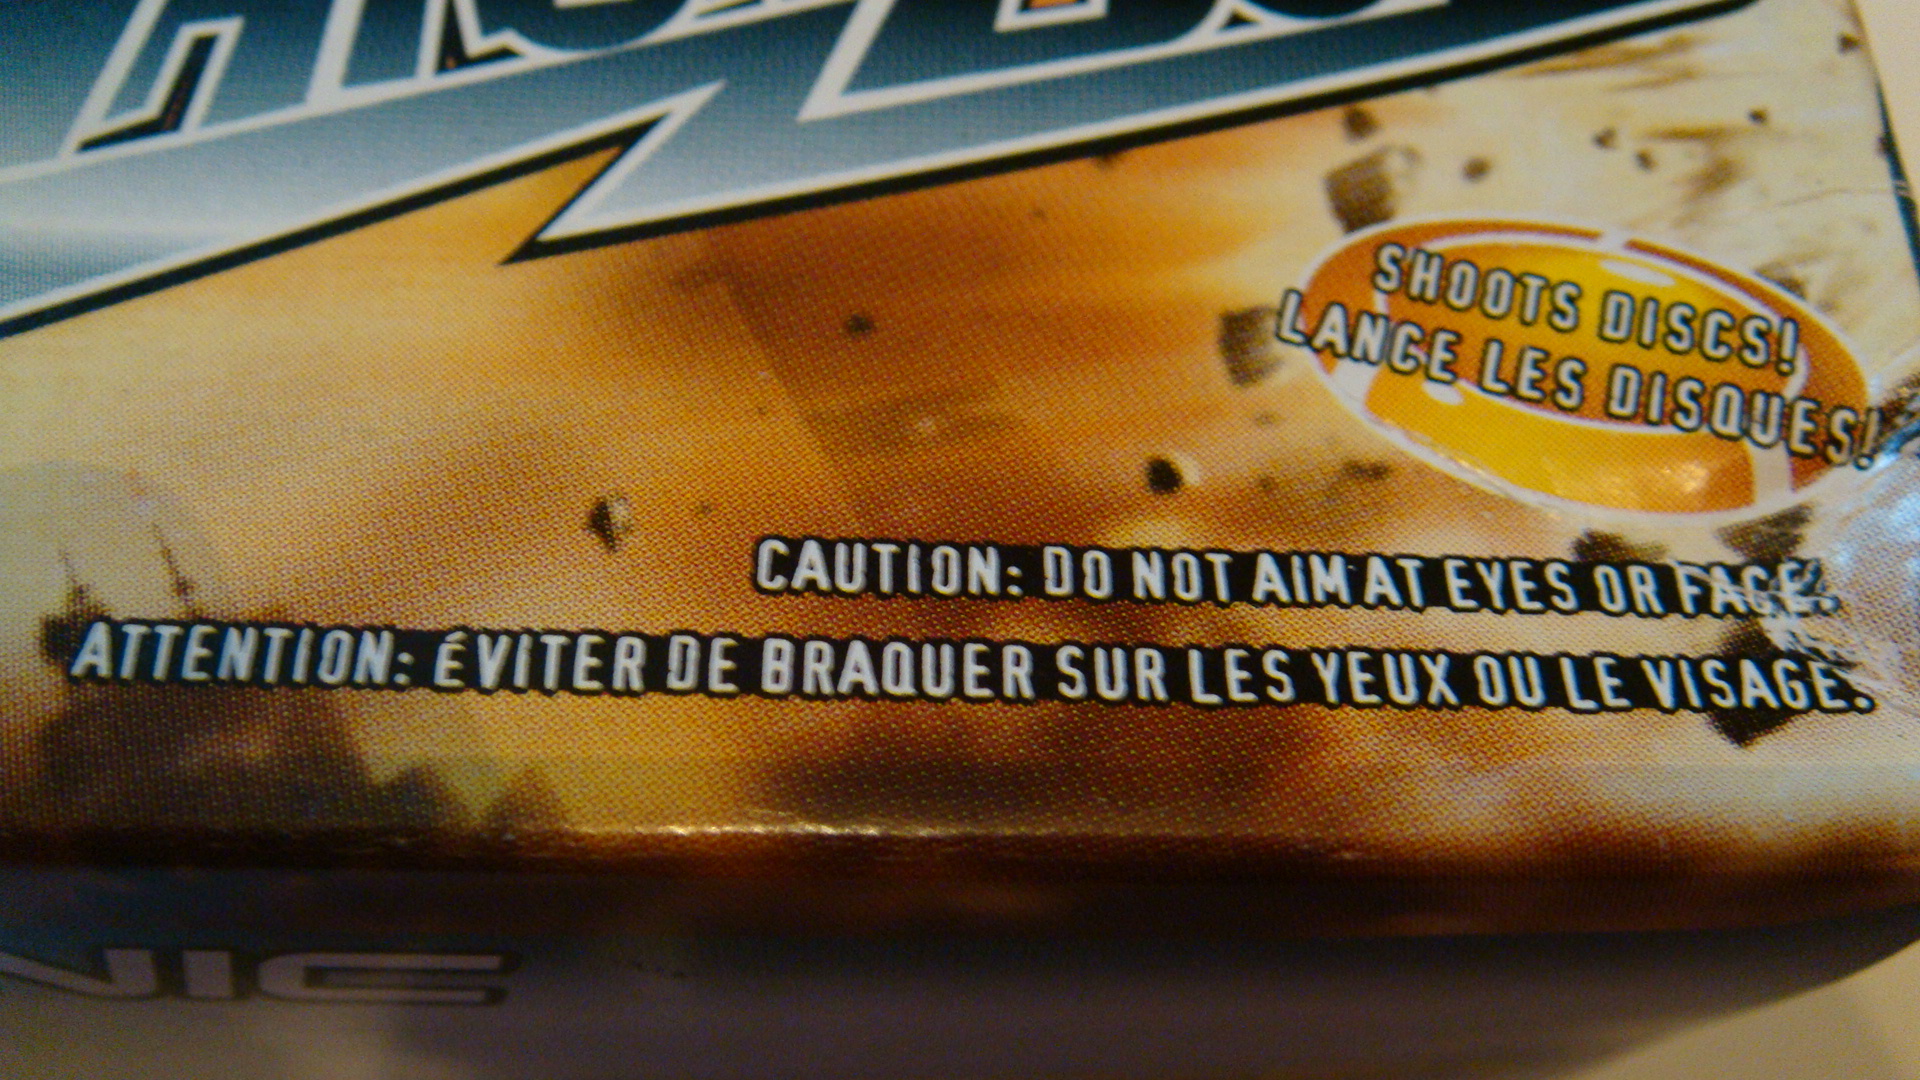 SHOOTS DISCS!
LANCE LES DISQUES!
CAUTION: DO NOT AIM AT EYES OR FACE.
ATTENTION: ÉVITER DE BRAQUER SUR LES YEUX OU LE VISAGE.
NIC